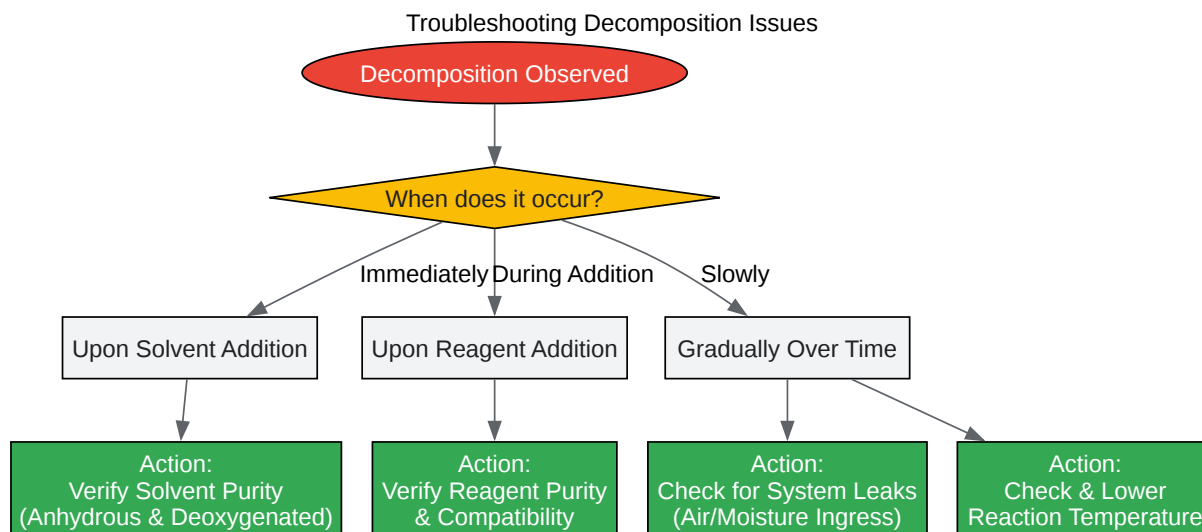 Troubleshooting Decomposition Issues
Decomposition Observed
When does it occur?
Immediately
During Addition
Slowly
Upon Solvent Addition
Upon Reagent Addition
Gradually Over Time
Action:
Verify Solvent Purity
(Anhydrous & Deoxygenated)
Action:
Verify Reagent Purity
& Compatibility
Action:
Check for System Leaks
(Air/Moisture Ingress)
Action:
Check & Lower
Reaction Temperature